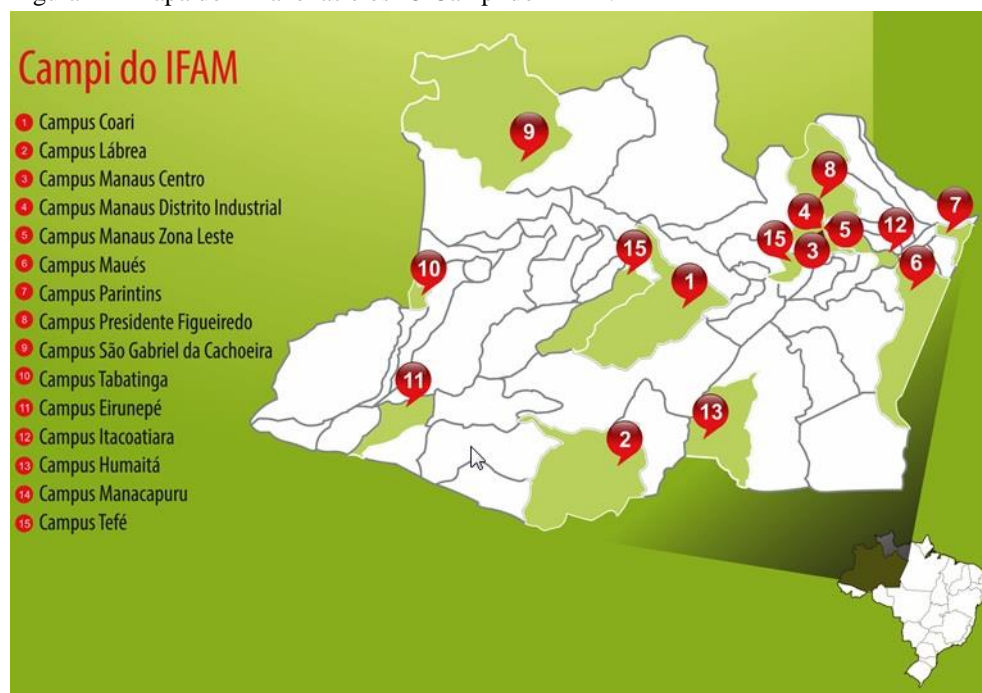 Campi do IFAM
1 Campus Coari
2 Campus Lábrea
3 Campus Manaus Centro
4 Campus Manaus Distrito Industrial
5 Campus Manaus Zona Leste
6 Campus Maués
7 Campus Parintins
8 Campus Presidente Figueiredo
9 Campus São Gabriel da Cachoeira
10 Campus Tabatinga
11 Campus Eirunepé
12 Campus Itacoatiara
13 Campus Humaitá
14 Campus Manacapuru
15 Campus Tefé
9
8
7
4
5
12
15
3
6
15
10
1
11
13
2